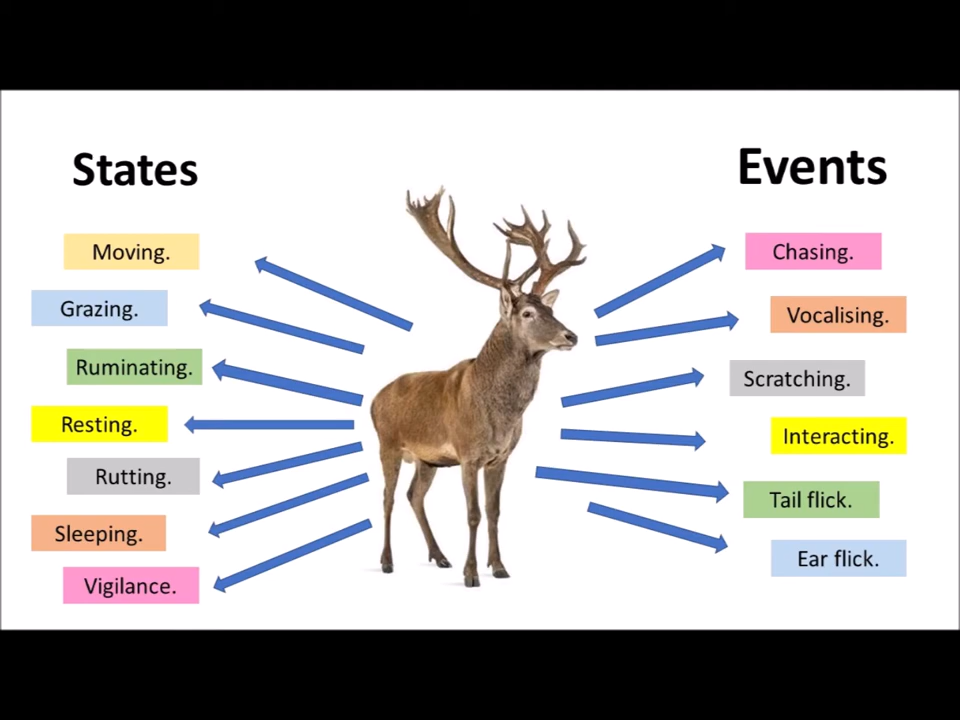 States
Moving.
Grazing.
Ruminating.
Resting.
Rutting.
Sleeping.
Vigilance.
Events
Chasing.
Vocalising.
Scratching.
Interacting.
Tail flick.
Ear flick.